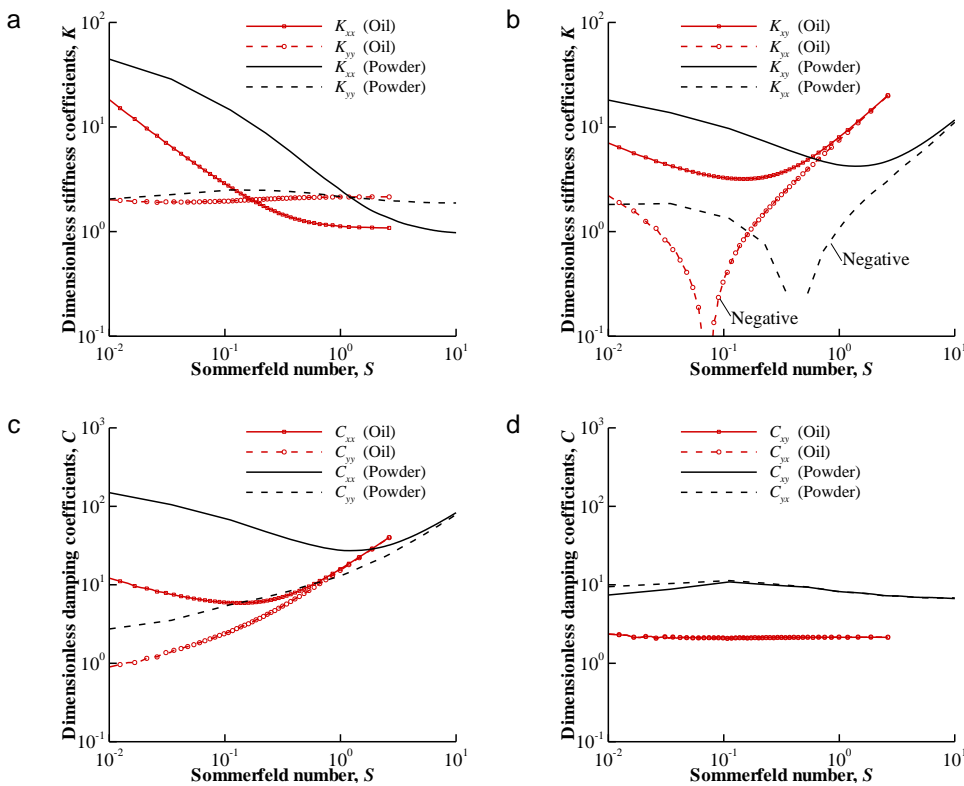 a
Dimensionless stiffness coefficients, K
10² 10¹ 10⁰ 10⁻¹
K_xx (Oil)
K_yy (Oil)
K_xx (Powder)
K_yy (Powder)
10⁻² 10⁻¹ 10⁰ 10¹
Sommerfeld number, S
b
Dimensionless stiffness coefficients, K
10² 10¹ 10⁰ 10⁻¹
K_xy (Oil)
K_yx (Oil)
K_xy (Powder)
K_yx (Powder)
Negative
Negative
10⁻² 10⁻¹ 10⁰ 10¹
Sommerfeld number, S
c
Dimensionless damping coefficients, C
10³ 10² 10¹ 10⁰ 10⁻¹
C_xx (Oil)
C_yy (Oil)
C_xx (Powder)
C_yy (Powder)
10⁻² 10⁻¹ 10⁰ 10¹
Sommerfeld number, S
d
Dimensionless damping coefficients, C
10³ 10² 10¹ 10⁰ 10⁻¹
C_xy (Oil)
C_yx (Oil)
C_xy (Powder)
C_yx (Powder)
10⁻² 10⁻¹ 10⁰ 10¹
Sommerfeld number, S